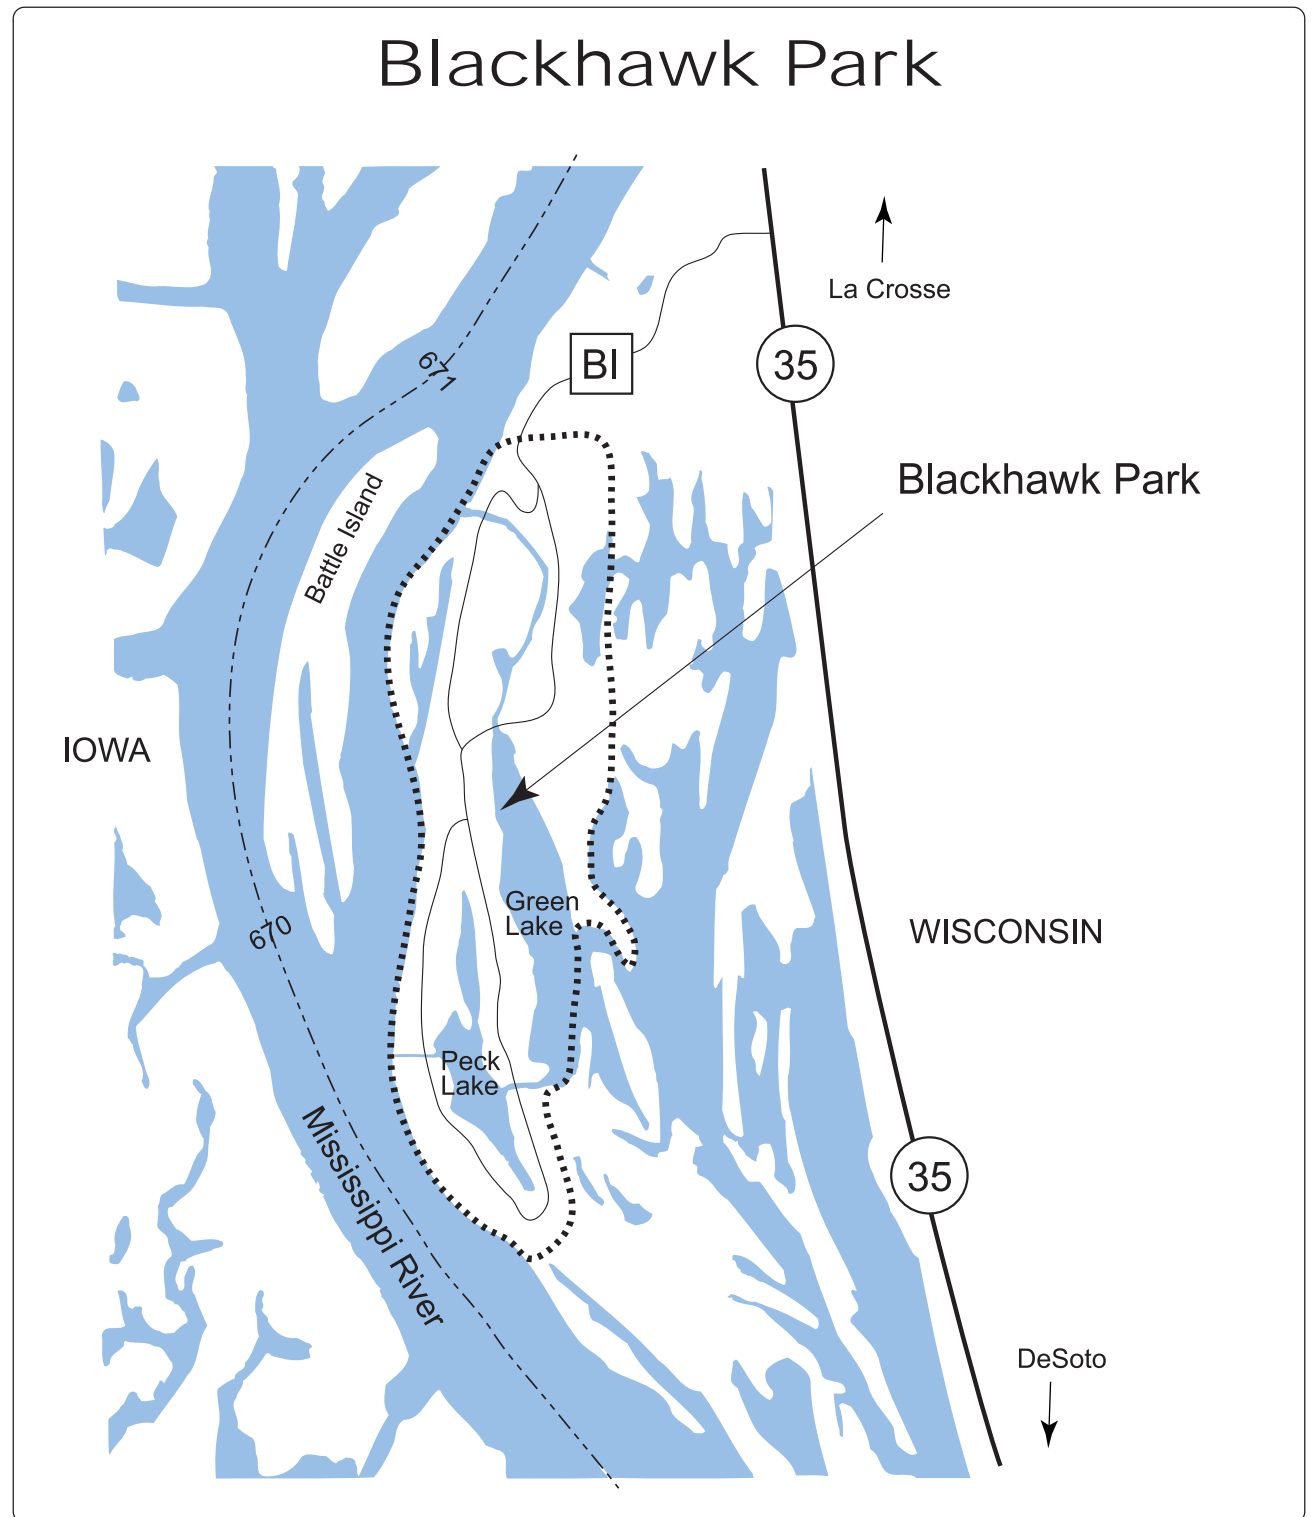 Blackhawk Park
La Crosse
671
BI
35
Blackhawk Park
Battle Island
IOWA
Green
Lake
670
WISCONSIN
Peck
Lake
Mississippi River
35
DeSoto